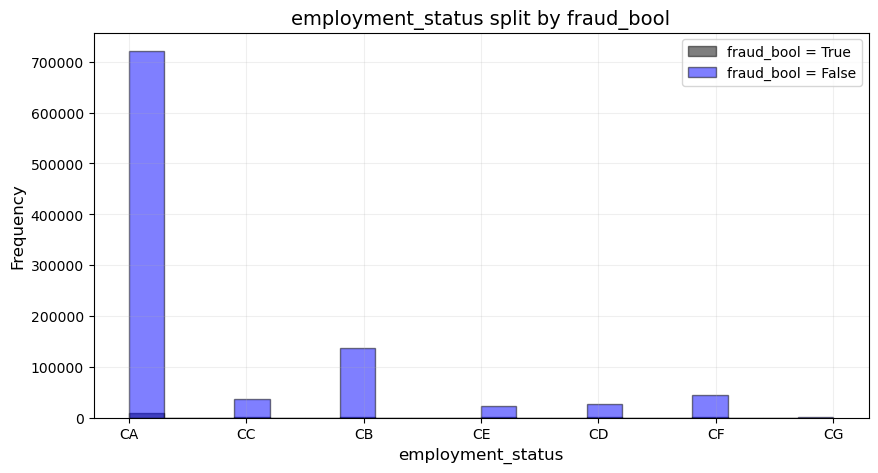 employment_status split by fraud_bool
fraud_bool = True
fraud_bool = False
Frequency
700000
600000
500000
400000
300000
200000
100000
0
CA CC CB CE CD CF CG
employment_status